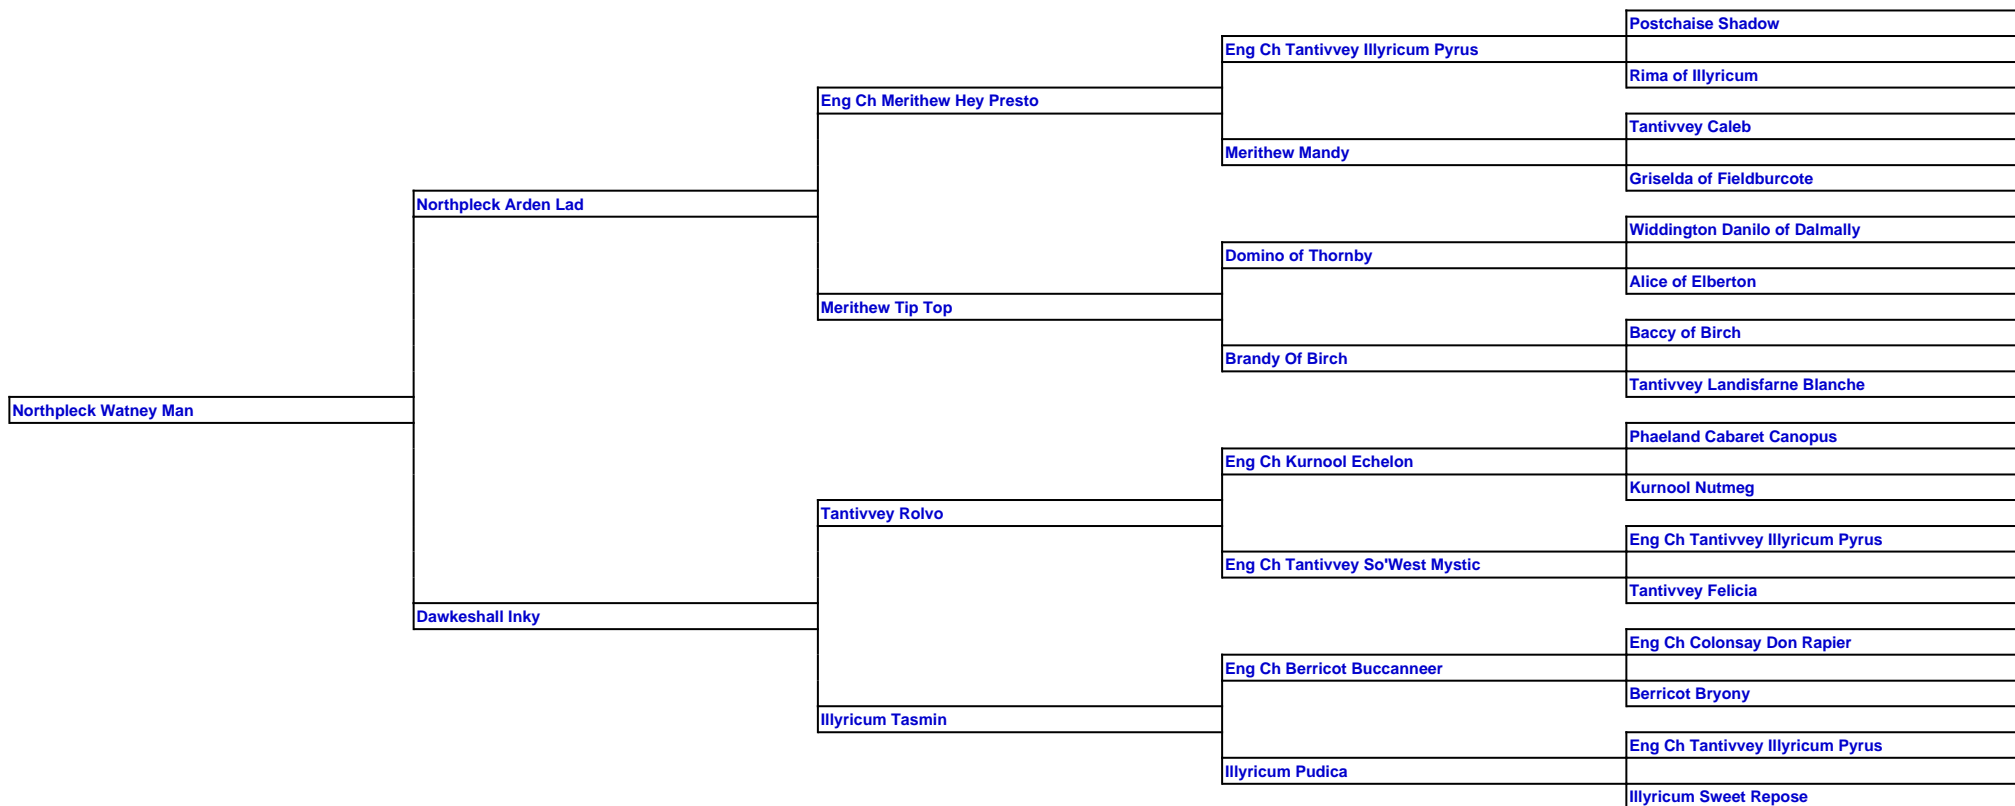 Postchaise Shadow
Eng Ch Tantivvey Illyricum Pyrus
Rima of Illyricum
Eng Ch Merithew Hey Presto
Tantivvey Caleb
Merithew Mandy
Griselda of Fieldburcote
Northpleck Arden Lad
Widdington Danilo of Dalmally
Domino of Thornby
Alice of Elberton
Merithew Tip Top
Baccy of Birch
Brandy Of Birch
Tantivvey Landisfarne Blanche
Northpleck Watney Man
Phaeland Cabaret Canopus
Eng Ch Kurnool Echelon
Kurnool Nutmeg
Tantivvey Rolvo
Eng Ch Tantivvey Illyricum Pyrus
Eng Ch Tantivvey So'West Mystic
Tantivvey Felicia
Dawkeshall Inky
Eng Ch Colonsay Don Rapier
Eng Ch Berricot Buccanneer
Berricot Bryony
Illyricum Tasmin
Eng Ch Tantivvey Illyricum Pyrus
Illyricum Pudica
Illyricum Sweet Repose